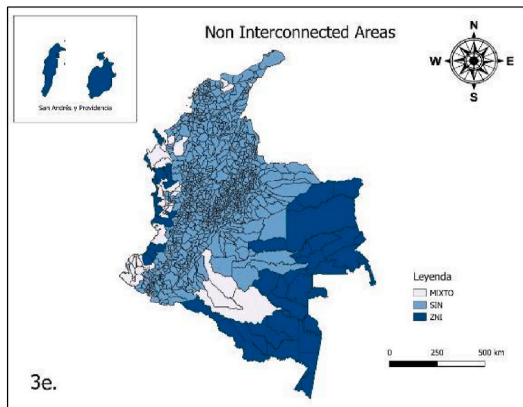 Non Interconnected Areas
N
W
E
S
San Andrés y Providencia
Leyenda
MIXTO
SIN
ZNI
0 250 500 km
3e.